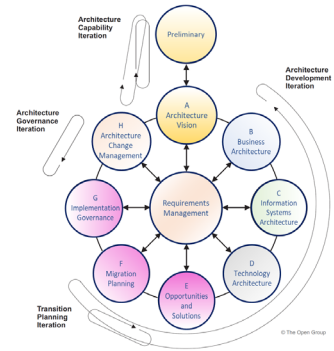 Architecture
Capability
Iteration
Preliminary
Architecture
Development
Iteration
A
Architecture
Vision
H
Architecture
Change
Management
B
Business
Architecture
Architecture
Governance
Iteration
G
Implementation
Governance
Requirements
Management
C
Information
Systems
Architecture
F
Migration
Planning
D
Technology
Architecture
E
Opportunities
and
Solutions
Transition
Planning
Iteration
© The Open Group